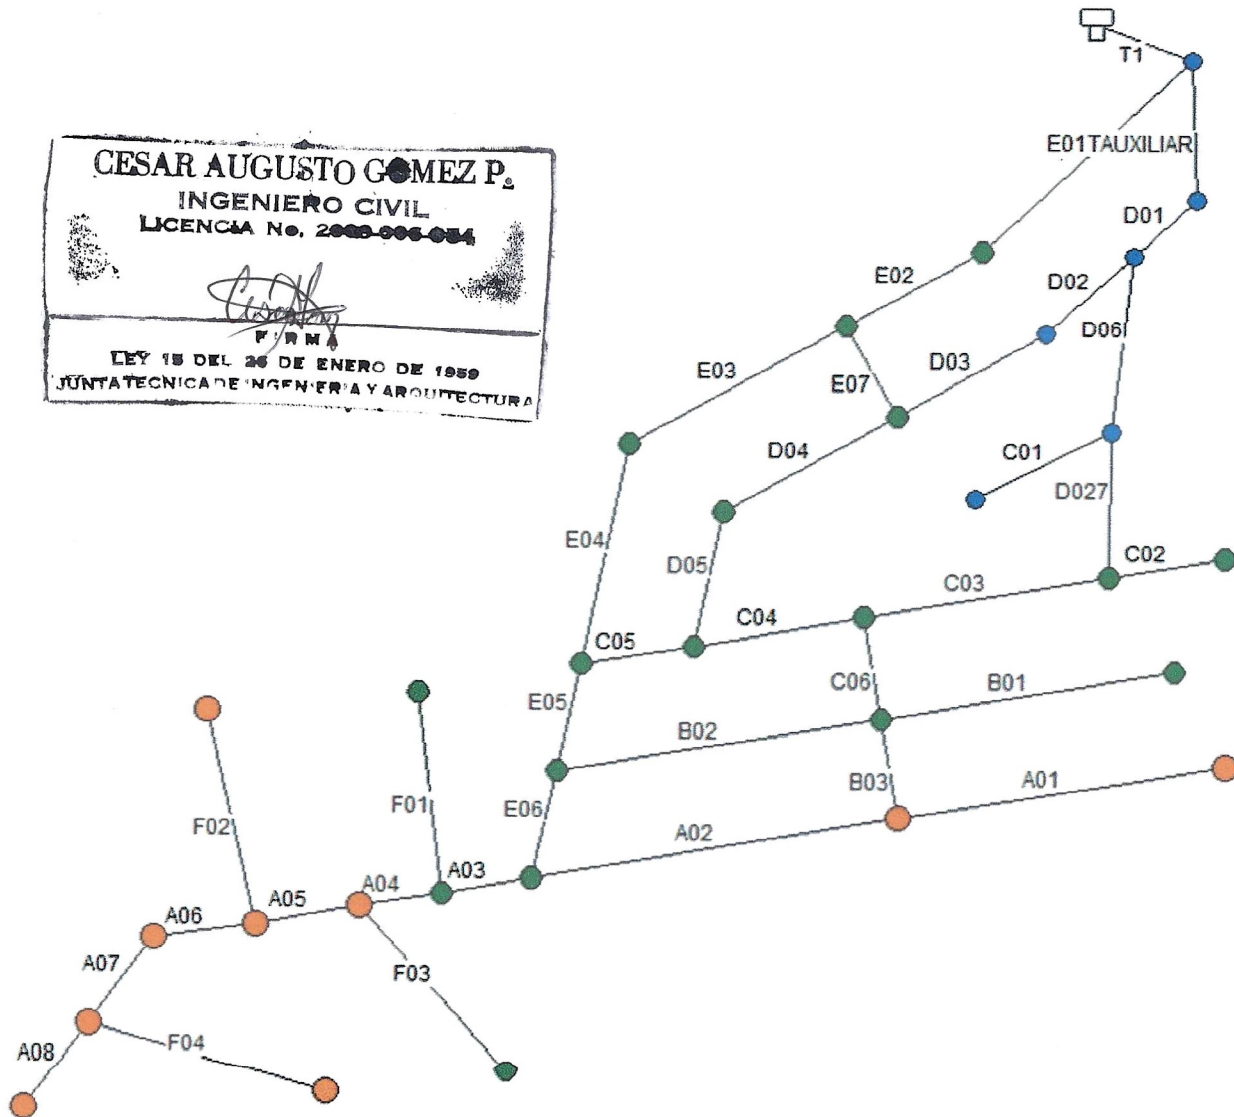 T1
E01TAUXILIAR
CESAR AUGUSTO GOMEZ P.
INGENIERO CIVIL
LICENCIA No.
FIRMA
LEY 15 DEL 26 DE ENERO DE 1959
JUNTA TECNICA DE INGENIERIA Y ARQUITECTURA
D01
E02
D02
D06
E03
E07
D03
D04
C01
D027
E04
D05
C02
C03
C04
C05
C06
B01
E05
B02
F01
E06
B03
A01
F02
A02
A03
A04
A05
A06
A07
F03
F04
A08